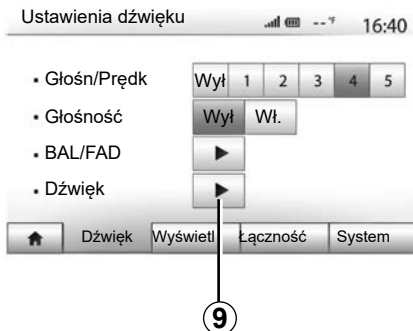 Ustawienia dźwięku --°F 16:40
• Głośn/Prędk Wył 1 2 3 4 5
• Głośność Wył Wł.
• BAL/FAD
• Dźwięk
Dźwięk Wyświetl Łączność System
9